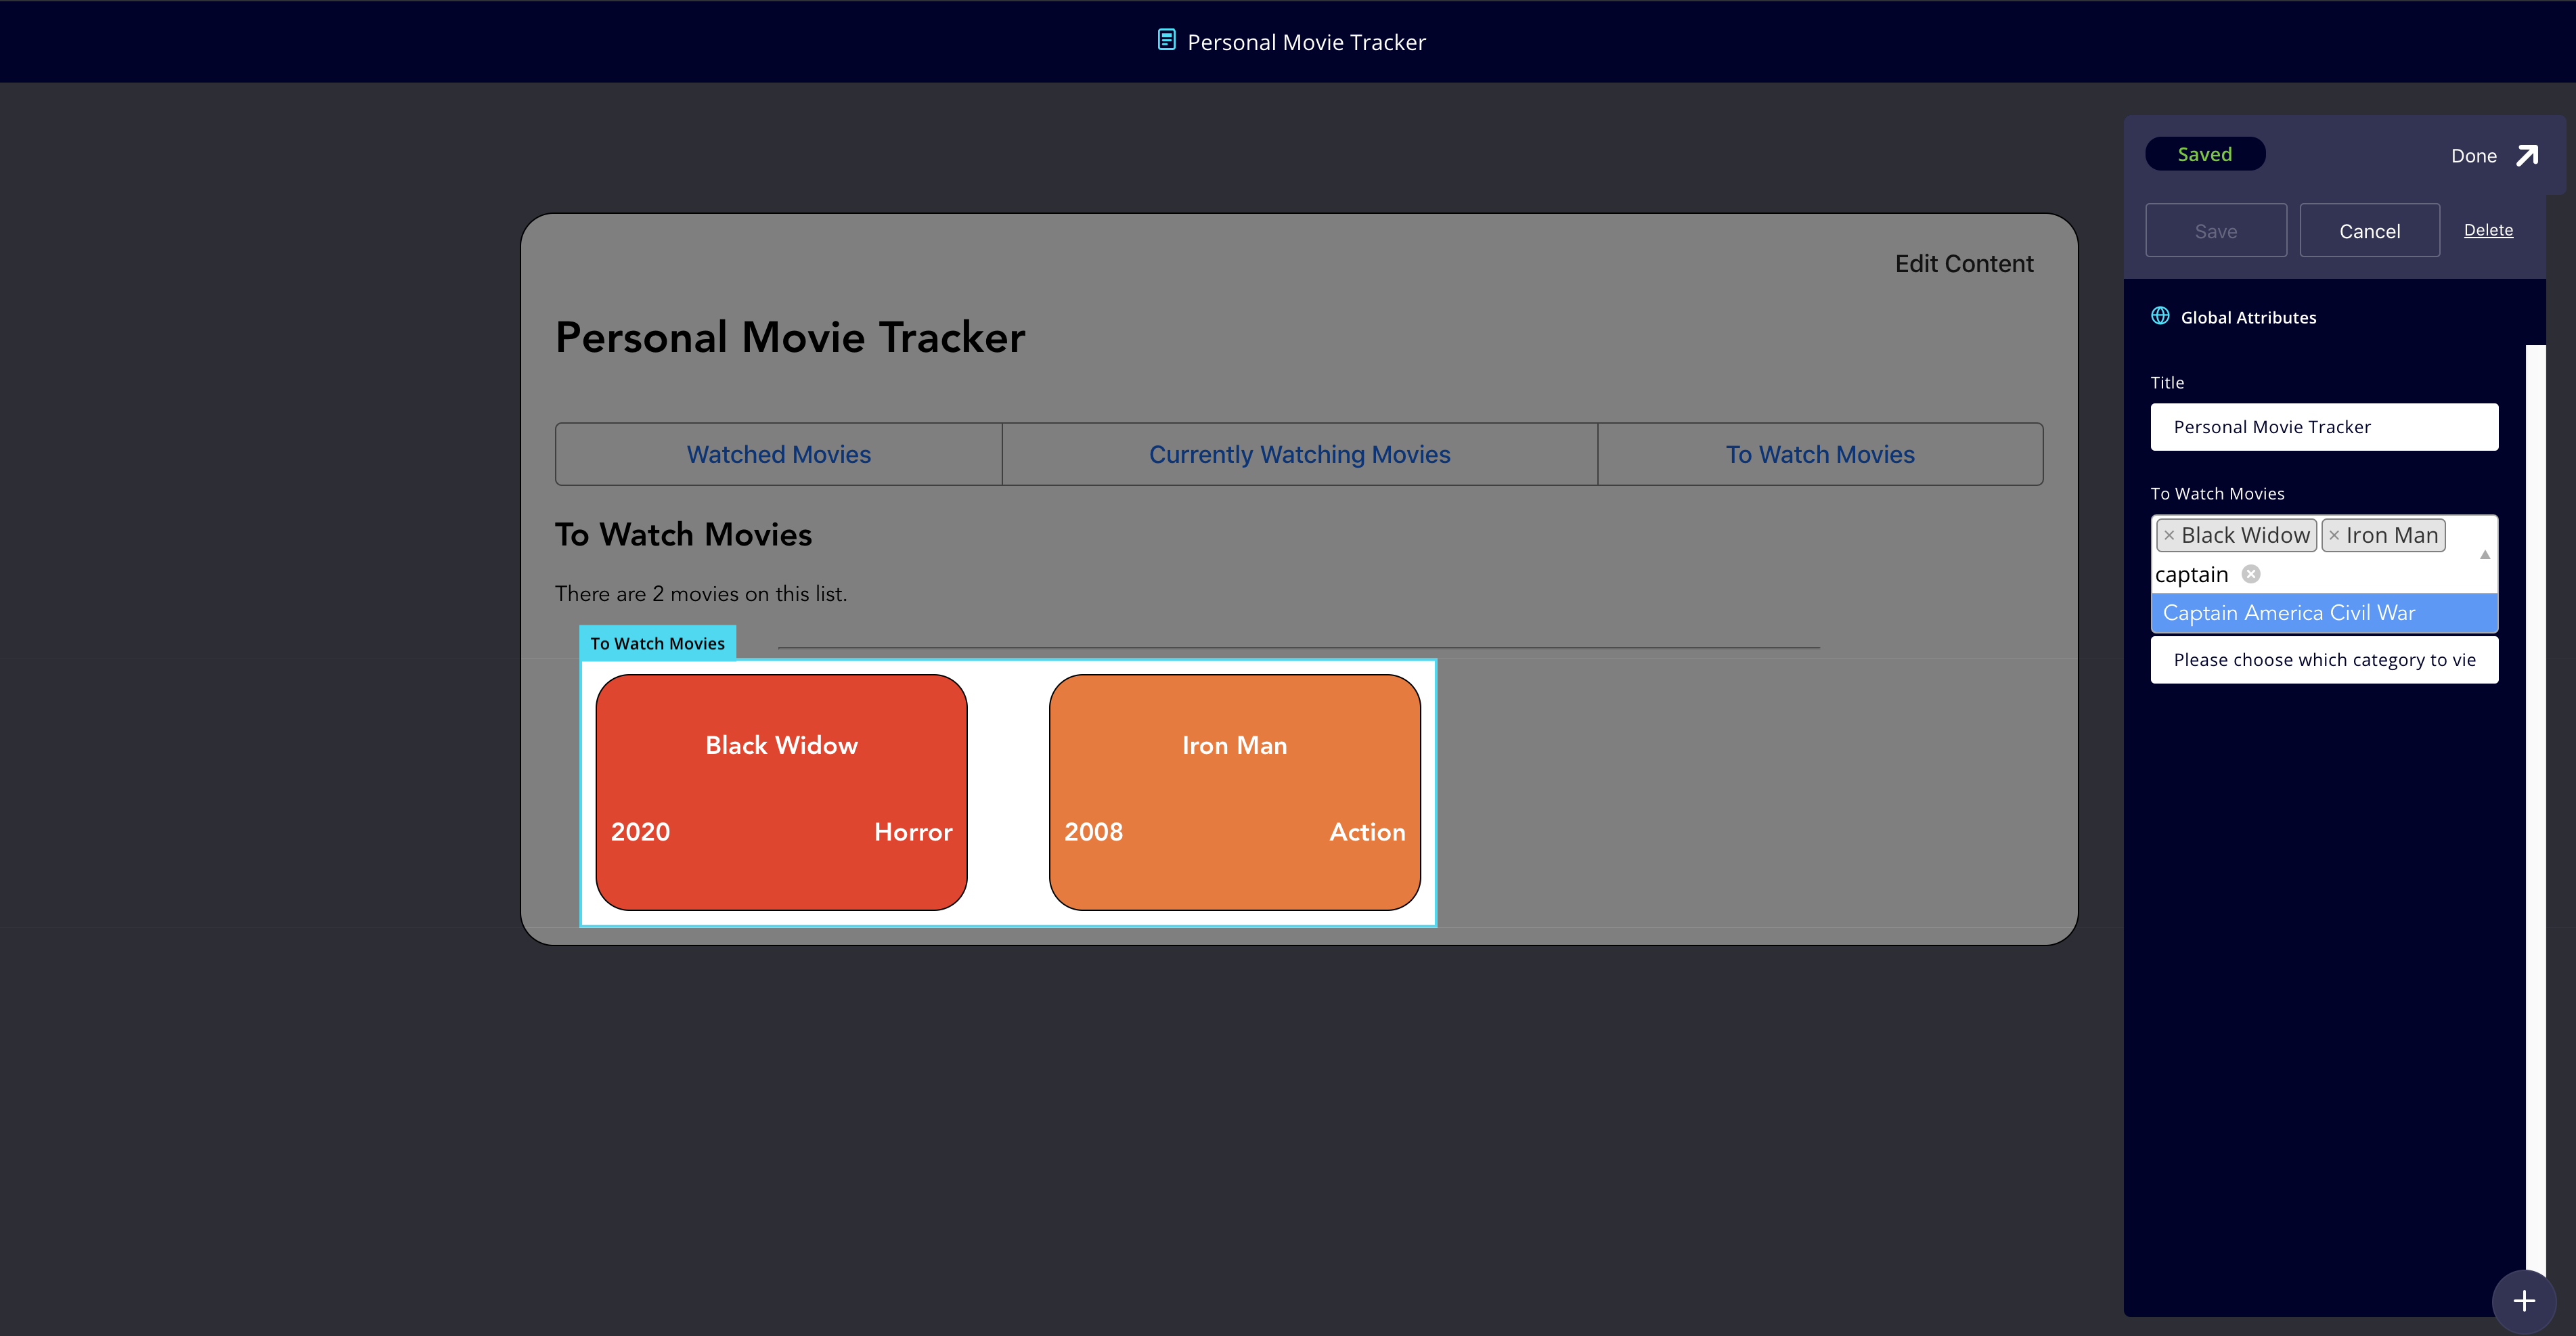 Personal Movie Tracker
Edit Content
Personal Movie Tracker
Watched Movies
Currently Watching Movies
To Watch Movies
To Watch Movies
There are 2 movies on this list.
To Watch Movies
Black Widow
2020 Horror
Iron Man
2008 Action
Saved
Done
Save
Cancel
Delete
Global Attributes
Title
Personal Movie Tracker
To Watch Movies
× Black Widow × Iron Man
captain
Captain America Civil War
Please choose which category to vie